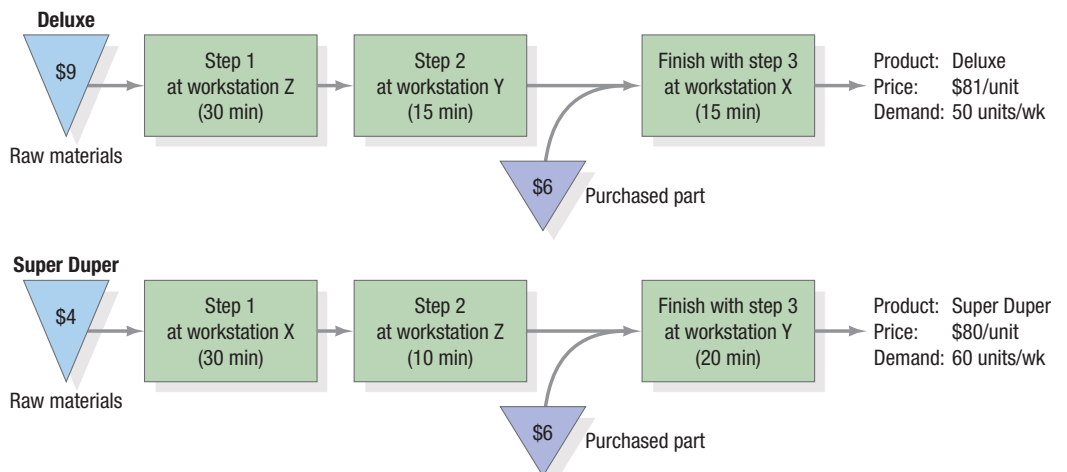 Deluxe
$9
Raw materials
Step 1
at workstation Z
(30 min)
Step 2
at workstation Y
(15 min)
$6
Purchased part
Finish with step 3
at workstation X
(15 min)
Product: Deluxe
Price: $81/unit
Demand: 50 units/wk
Super Duper
$4
Raw materials
Step 1
at workstation X
(30 min)
Step 2
at workstation Z
(10 min)
$6
Purchased part
Finish with step 3
at workstation Y
(20 min)
Product: Super Duper
Price: $80/unit
Demand: 60 units/wk